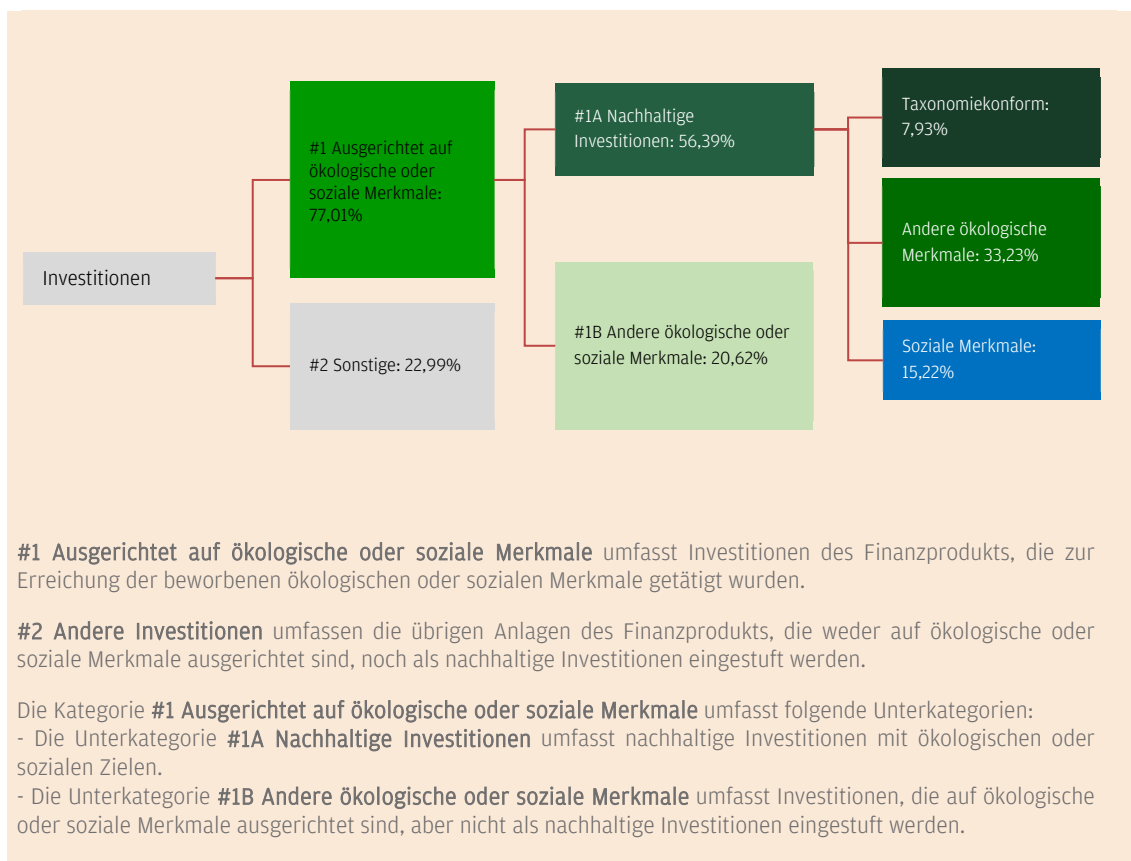 Investitionen
#1 Ausgerichtet auf
ökologische oder
soziale Merkmale:
77,01%
#2 Sonstige: 22,99%
#1A Nachhaltige
Investitionen: 56,39%
#1B Andere ökologische oder
soziale Merkmale: 20,62%
Taxonomiekonform:
7,93%
Andere ökologische
Merkmale: 33,23%
Soziale Merkmale:
15,22%
#1 Ausgerichtet auf ökologische oder soziale Merkmale umfasst Investitionen des Finanzprodukts, die zur
Erreichung der beworbenen ökologischen oder sozialen Merkmale getätigt wurden.
#2 Andere Investitionen umfassen die übrigen Anlagen des Finanzprodukts, die weder auf ökologische oder
soziale Merkmale ausgerichtet sind, noch als nachhaltige Investitionen eingestuft werden.
Die Kategorie #1 Ausgerichtet auf ökologische oder soziale Merkmale umfasst folgende Unterkategorien:
- Die Unterkategorie #1A Nachhaltige Investitionen umfasst nachhaltige Investitionen mit ökologischen oder
sozialen Zielen.
- Die Unterkategorie #1B Andere ökologische oder soziale Merkmale umfasst Investitionen, die auf ökologische
oder soziale Merkmale ausgerichtet sind, aber nicht als nachhaltige Investitionen eingestuft werden.